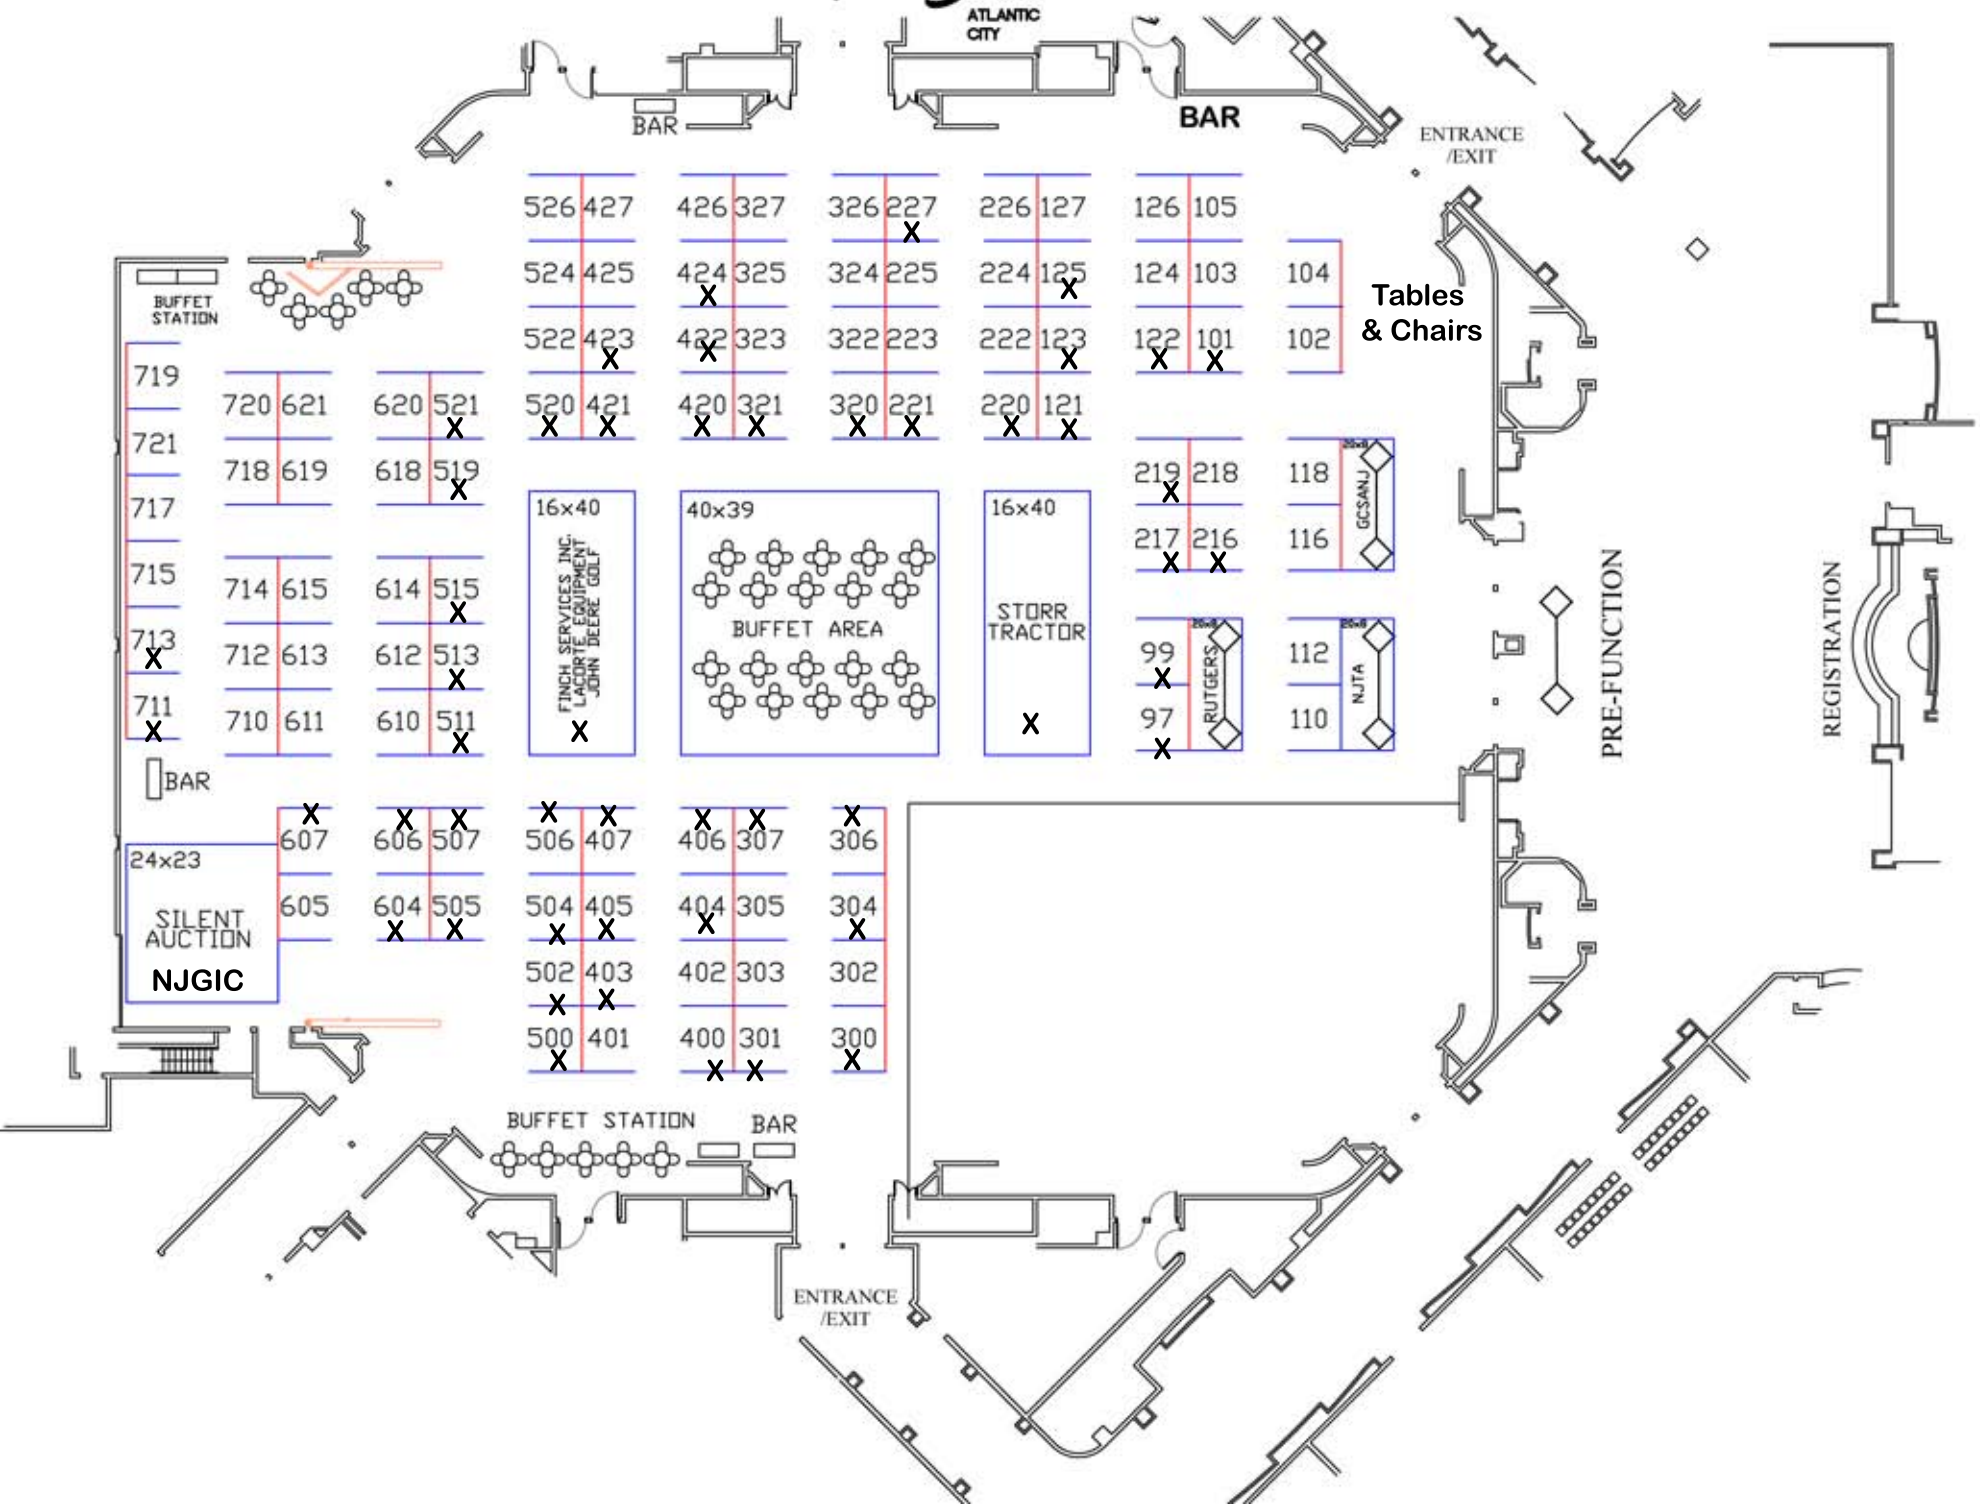 ATLANTIC
CITY
BAR
BAR
ENTRANCE
/EXIT
526 427 426 327 326 227 226 127 126 105
X
524 425 424 325 324 225 224 125 124 103 104
X X
Tables
& Chairs
BUFFET
STATION
522 423 422 323 322 223 222 123 122 101 102
X X X X X
719
720 621 620 521 520 421 420 321 320 221 220 121
X X X X X X X X X
721
718 619 618 519 219 218 118
X X
20x8
GCSANJ
717
16x40
40x39
16x40
217 216 116
X X
715
714 615 614 515
X
FINCH SERVICES INC.
LACORTE EQUIPMENT
JOHN DEERE GOLF
X
BUFFET AREA
STORR
TRACTOR
X
PRE-FUNCTION
REGISTRATION
713
X
712 613 612 513
X
99
X
20x8
RUTGERS
112
20x8
NJTA
711
X
710 611 610 511
X
97
X
110
BAR
X X X X X X X X
607 606 507 506 407 406 307 306
24x23
SILENT
AUCTION
NJGIC
605 604 505 504 405 404 305 304
X X X X X X
502 403 402 303 302
X X
500 401 400 301 300
X X X X
BUFFET STATION
BAR
ENTRANCE
/EXIT